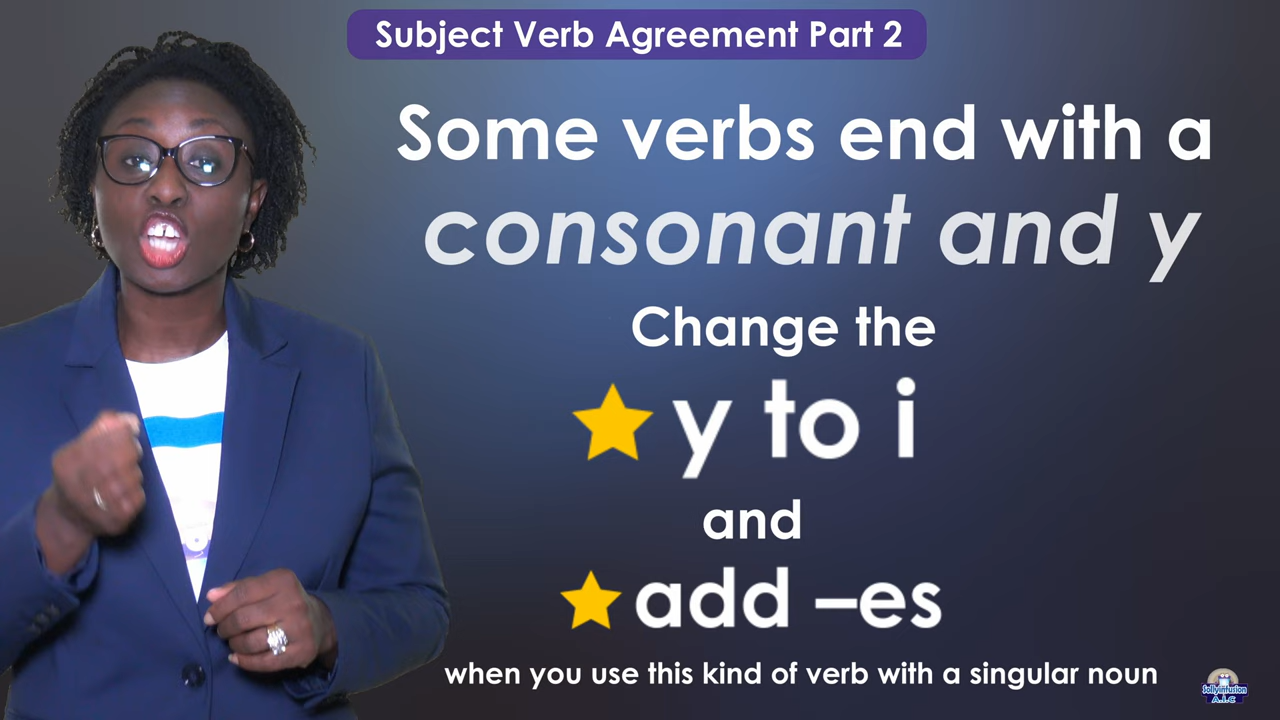 Subject Verb Agreement Part 2
Some verbs end with a
consonant and y
Change the
y to i
and
add –es
when you use this kind of verb with a singular noun
Sollyinfusion
A.I.C